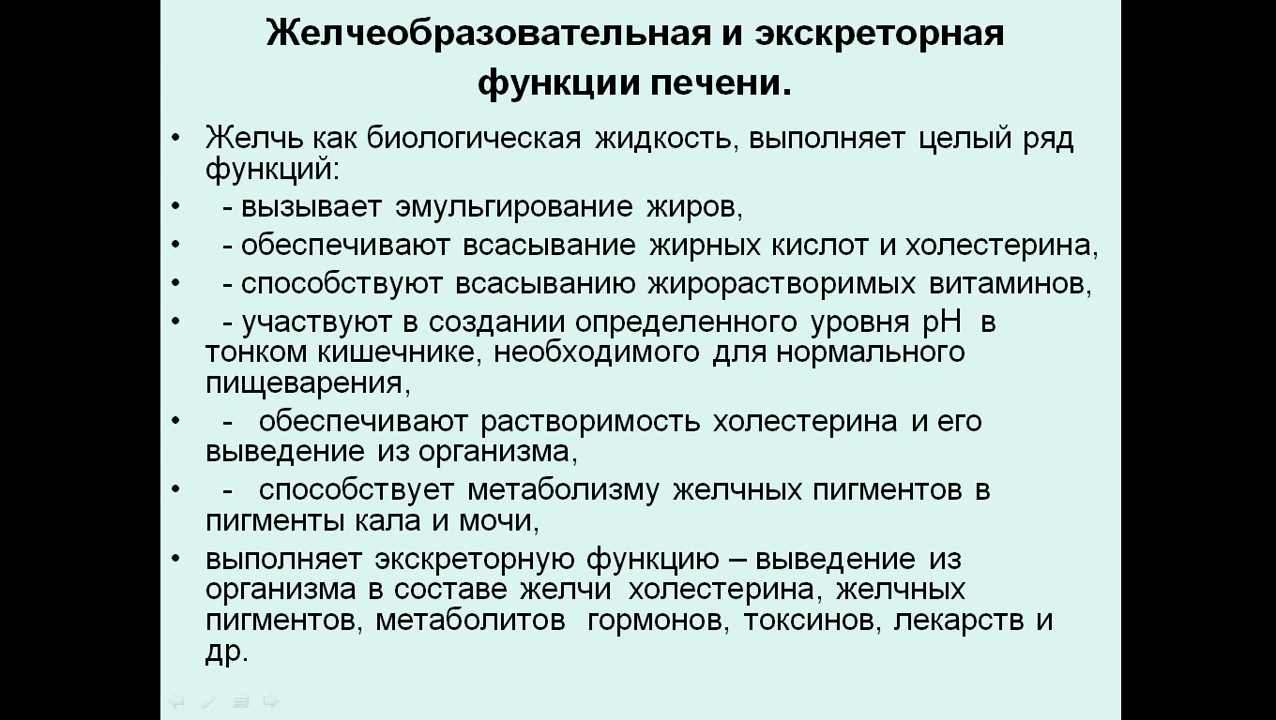 Желчеобразовательная и экскреторная
функции печени.
• Желчь как биологическая жидкость, выполняет целый ряд
функций:
• - вызывает эмульгирование жиров,
• - обеспечивают всасывание жирных кислот и холестерина,
• - способствуют всасыванию жирорастворимых витаминов,
• - участвуют в создании определенного уровня рН в
тонком кишечнике, необходимого для нормального
пищеварения,
• - обеспечивают растворимость холестерина и его
выведение из организма,
• - способствует метаболизму желчных пигментов в
пигменты кала и мочи,
• выполняет экскреторную функцию – выведение из
организма в составе желчи холестерина, желчных
пигментов, метаболитов гормонов, токсинов, лекарств и
др.